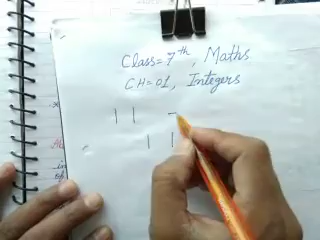 Class= 7th, Maths
CH=01, Integers